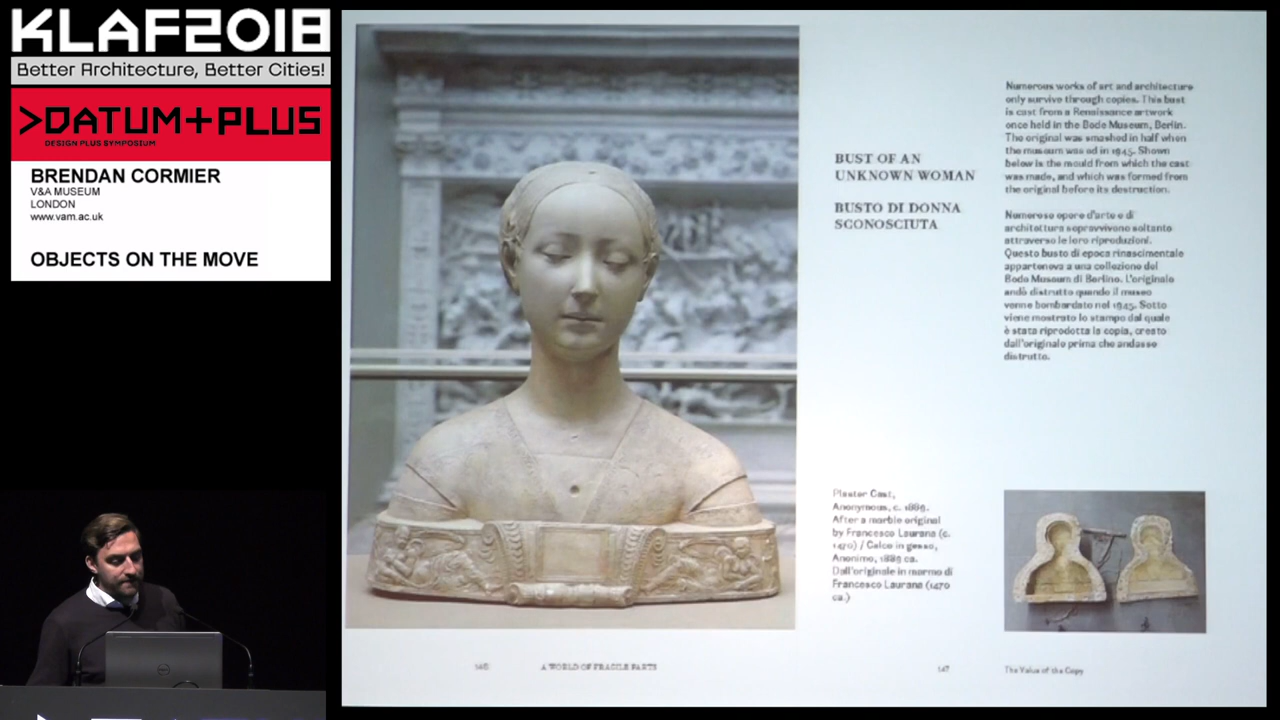 KLAF2018
Better Architecture, Better Cities!
>DATUM+PLUS
DESIGN PLUS SYMPOSIUM
BRENDAN CORMIER
V&A MUSEUM
LONDON
www.vam.ac.uk
OBJECTS ON THE MOVE
BUST OF AN
UNKNOWN WOMAN
BUSTO DI DONNA
SCONOSCIUTA
Numerous works of art and architecture
only survive through copies. This bust
is cast from a Renaissance artwork
once held in the Bode Museum, Berlin.
The original was smashed in half when
the museum was ed in 1945. Shown
below is the mould from which the cast
was made, and which was formed from
the original before its destruction.
Numerose opere d'arte e di
architettura sopravvivono soltanto
attraverso le loro riproduzioni.
Questo busto di epoca rinascimentale
apparteneva a una collezione del
Bode Museum di Berlino. L'originale
andò distrutto quando il museo
venne bombardato nel 1945. Sotto
viene mostrato lo stampo dal quale
è stata riprodotta la copia, creato
dall'originale prima che andasse
distrutto.
Plaster Cast,
Anonymous, c. 1889.
After a marble original
by Francesco Laurana (c.
1470) / Calco in gesso,
Anonimo, 1889 ca.
Dall'originale in marmo di
Francesco Laurana (1470
ca.)
146
A WORLD OF FRAGILE PARTS
147
The Value of the Copy